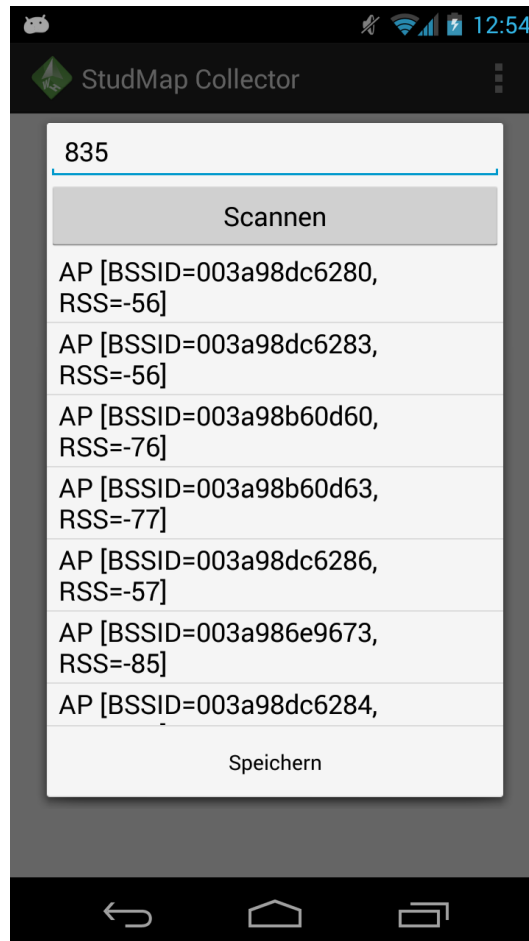 12:54
StudMap Collector
835
Scannen
AP [BSSID=003a98dc6280,
RSS=-56]
AP [BSSID=003a98dc6283,
RSS=-56]
AP [BSSID=003a98b60d60,
RSS=-76]
AP [BSSID=003a98b60d63,
RSS=-77]
AP [BSSID=003a98dc6286,
RSS=-57]
AP [BSSID=003a986e9673,
RSS=-85]
AP [BSSID=003a98dc6284,
Speichern